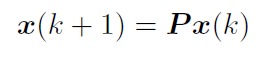 x(k + 1) = Px(k)